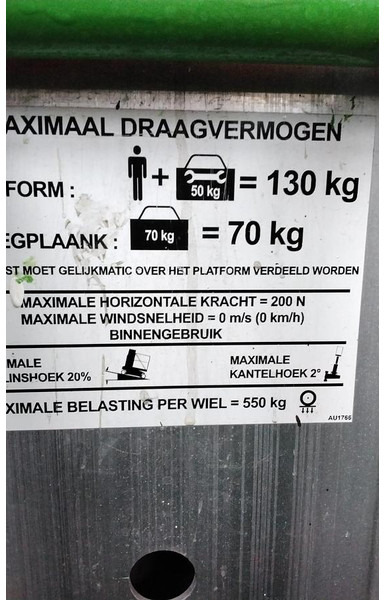 AXIMAAL DRAAGVERMOGEN
FORM : + 50 kg = 130 kg
EGPLAANK : 70 kg = 70 kg
ST MOET GELIJKMATIC OVER HET PLATFORM VERDEELD WORDEN
MAXIMALE HORIZONTALE KRACHT = 200 N
MAXIMALE WINDSNELHEID = 0 m/s (0 km/h)
BINNENGEBRUIK
MALE
LINSHOEK 20%
MAXIMALE
KANTELHOEK 2°
XIMALE BELASTING PER WIEL = 550 kg
AU1765